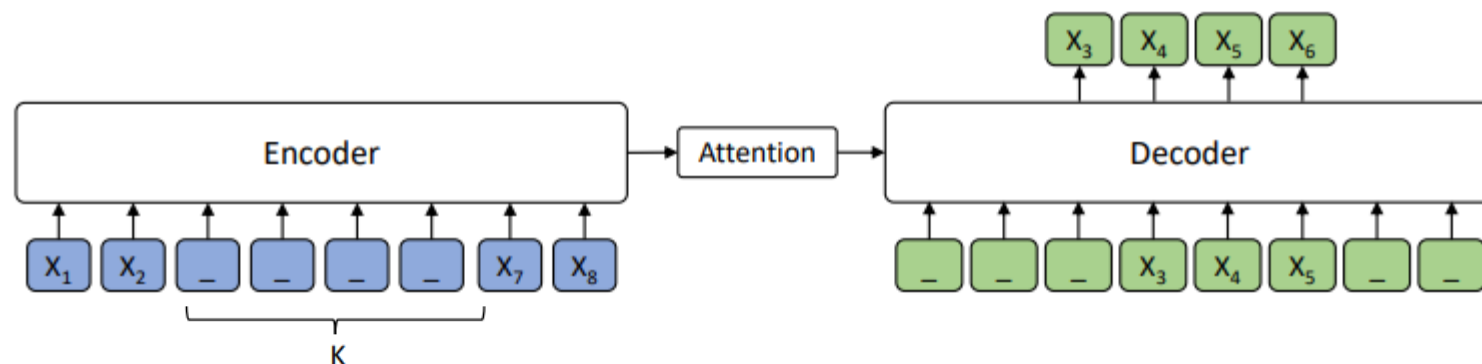 X₃ X₄ X₅ X₆
Encoder Attention Decoder
X₁ X₂ _ _ _ _ X₇ X₈ _ _ _ X₃ X₄ X₅ _ _
K